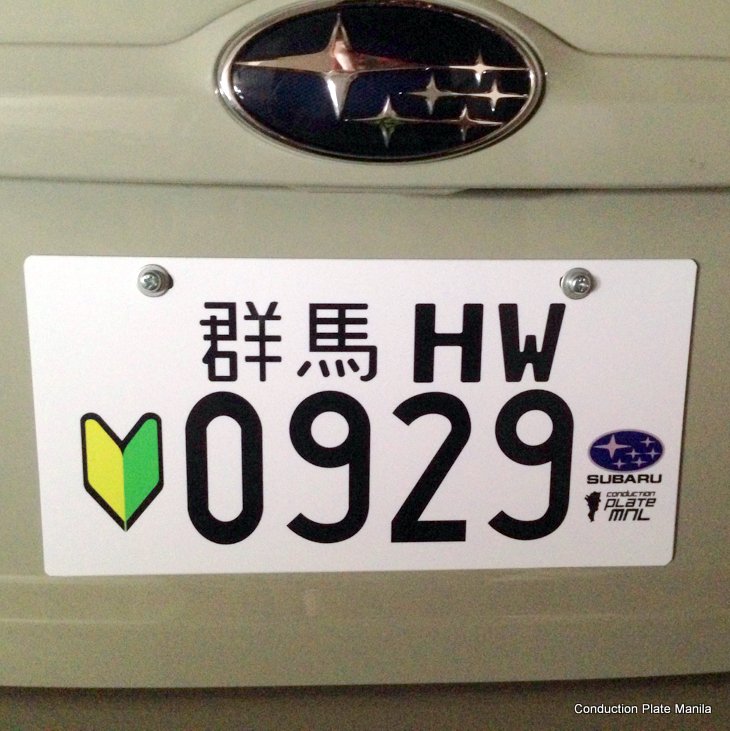 群馬 HW
0929
SUBARU
CONDUCTION
PLATE
MNL
Conduction Plate Manila